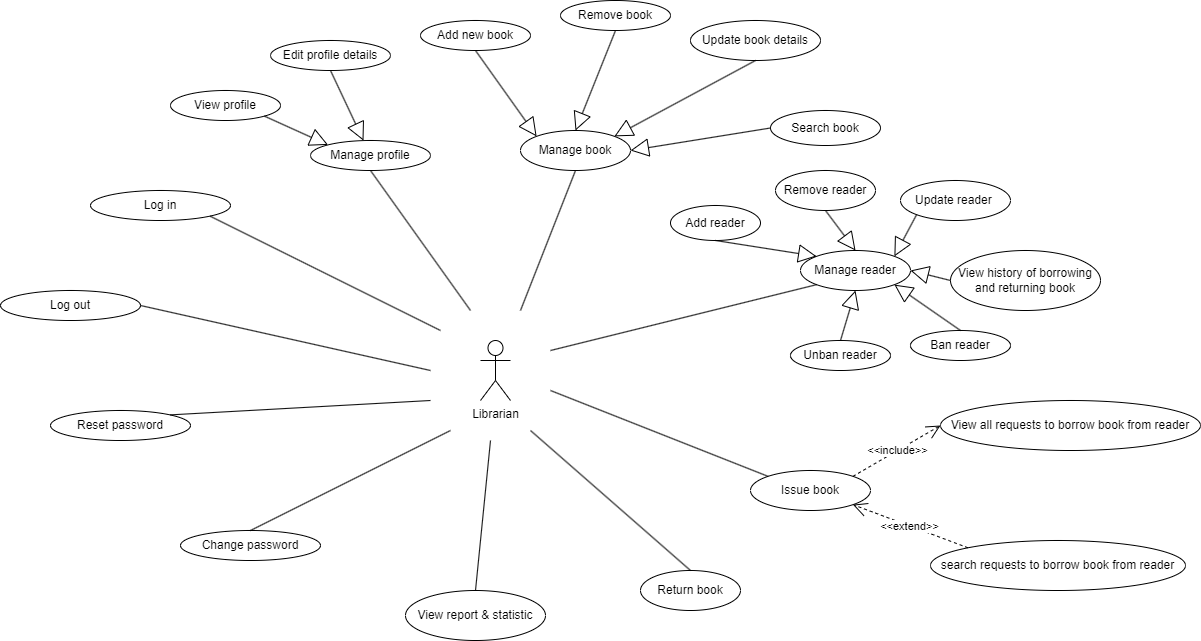 Remove book
Add new book
Update book details
Edit profile details
View profile
Search book
Manage book
Manage profile
Remove reader
Update reader
Log in
Add reader
Manage reader
View history of borrowing
and returning book
Log out
Ban reader
Unban reader
Librarian
Reset password
View all requests to borrow book from reader
<<include>>
Issue book
<<extend>>
Change password
search requests to borrow book from reader
Return book
View report & statistic